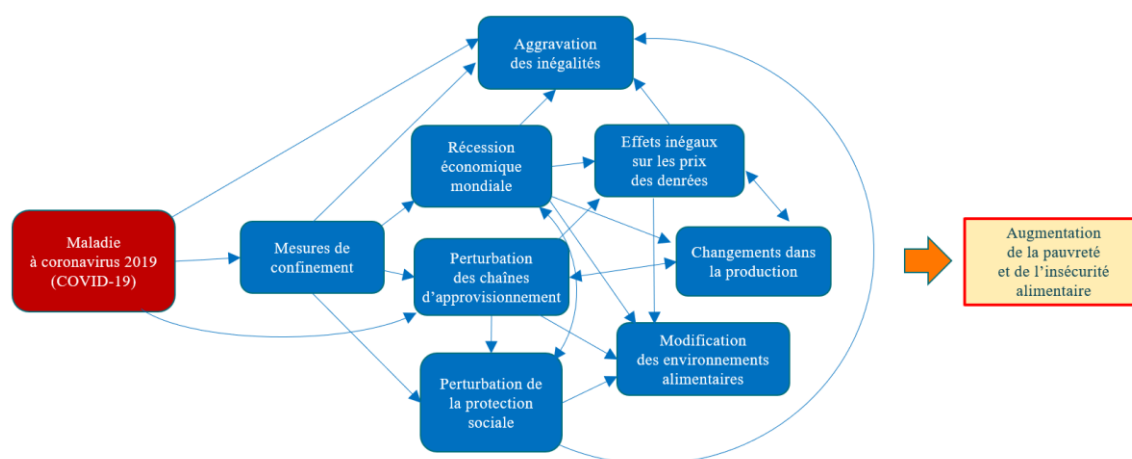 Aggravation
des inégalités
Récession
économique
mondiale
Effets inégaux
sur les prix
des denrées
Maladie
à coronavirus 2019
(COVID-19)
Mesures de
confinement
Perturbation
des chaînes
d'approvisionnement
Changements dans
la production
Augmentation
de la pauvreté
et de l'insécurité
alimentaire
Modification
des environnements
alimentaires
Perturbation de
la protection
sociale